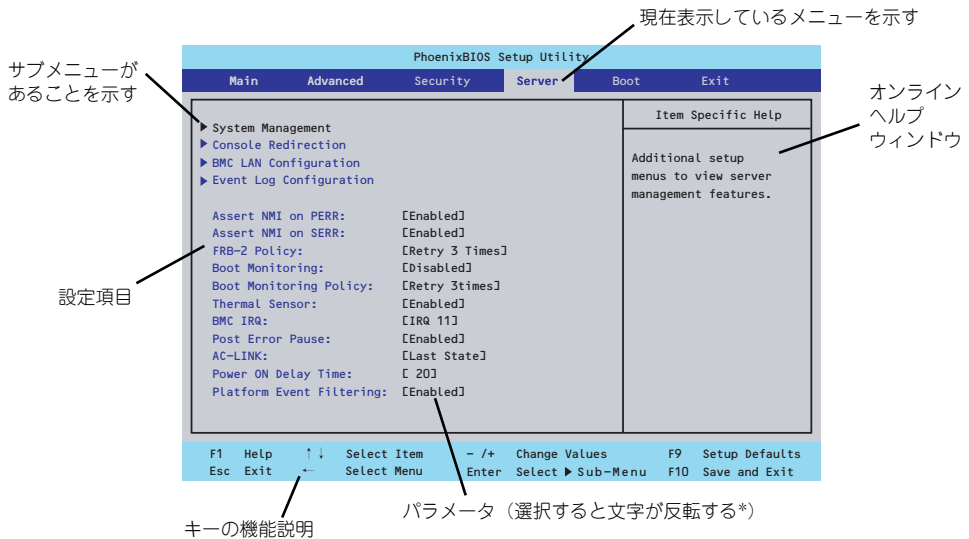 現在表示しているメニューを示す
PhoenixBIOS Setup Utility
サブメニューが
あることを示す
Main Advanced Security Server Boot Exit
オンライン
ヘルプ
ウィンドウ
Item Specific Help
▶ System Management
▶ Console Redirection
▶ BMC LAN Configuration
▶ Event Log Configuration
Additional setup
menus to view server
management features.
Assert NMI on PERR: [Enabled]
Assert NMI on SERR: [Enabled]
FRB-2 Policy: [Retry 3 Times]
Boot Monitoring: [Disabled]
Boot Monitoring Policy: [Retry 3times]
Thermal Sensor: [Enabled]
BMC IRQ: [IRQ 11]
Post Error Pause: [Enabled]
AC-LINK: [Last State]
Power ON Delay Time: [ 20]
Platform Event Filtering: [Enabled]
設定項目
F1 Help ↑↓ Select Item - /+ Change Values F9 Setup Defaults
Esc Exit ← Select Menu Enter Select ▶ Sub-Menu F10 Save and Exit
パラメータ（選択すると文字が反転する*）
キーの機能説明